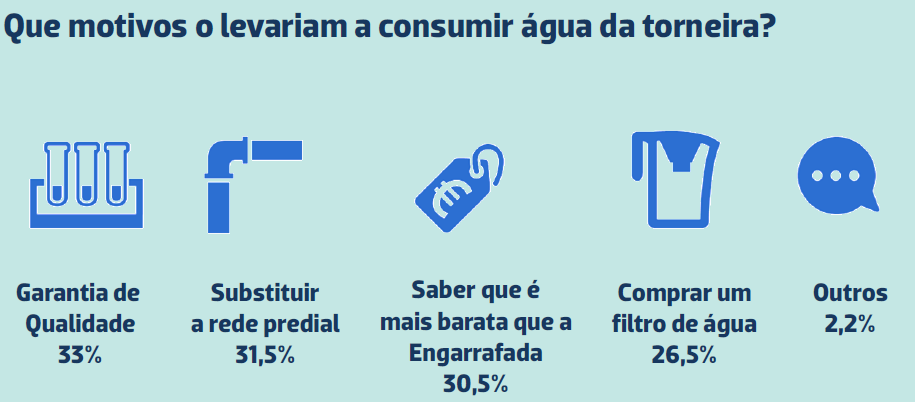 Que motivos o levariam a consumir água da torneira?
Garantia de
Qualidade
33%
Substituir
a rede predial
31,5%
Saber que é
mais barata que a
Engarrafada
30,5%
Comprar um
filtro de água
26,5%
Outros
2,2%